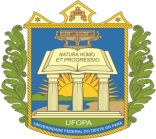 NATURA HOMO
ET PROGRESSIO
UFOPA
UNIVERSIDADE FEDERAL DO OESTE DO PARÁ